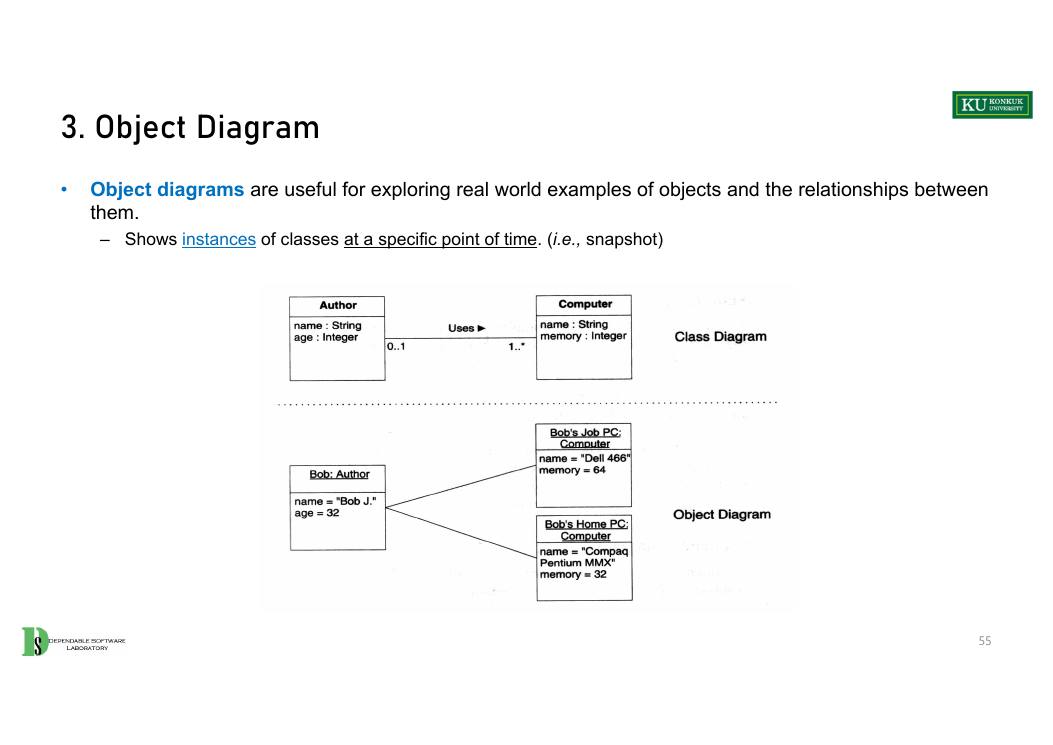 KU KONKUK
UNIVERSITY
3. Object Diagram
• Object diagrams are useful for exploring real world examples of objects and the relationships between
them.
– Shows instances of classes at a specific point of time. (i.e., snapshot)
Author
name : String
age : Integer
Uses ►
0..1
1..*
Computer
name : String
memory : Integer
Class Diagram
Bob: Author
name = "Bob J."
age = 32
Bob's Job PC:
Computer
name = "Dell 466"
memory = 64
Bob's Home PC:
Computer
name = "Compaq
Pentium MMX"
memory = 32
Object Diagram
DS DEPENDABLE SOFTWARE
LABORATORY
55